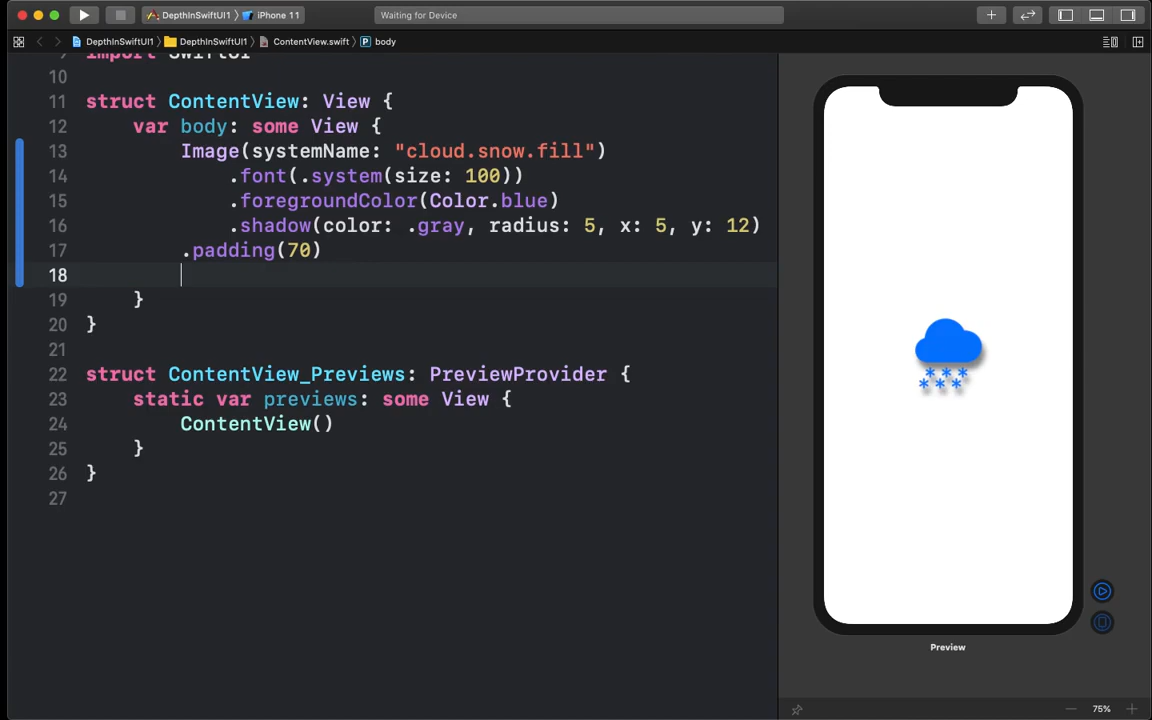 DepthInSwiftUI1 iPhone 11 Waiting for Device
DepthInSwiftUI1 DepthInSwiftUI1 ContentView.swift P body
9 import SwiftUI
10
11 struct ContentView: View {
12 var body: some View {
13 Image(systemName: "cloud.snow.fill")
14 .font(.system(size: 100))
15 .foregroundColor(Color.blue)
16 .shadow(color: .gray, radius: 5, x: 5, y: 12)
17 .padding(70)
18
19 }
20 }
21
22 struct ContentView_Previews: PreviewProvider {
23 static var previews: some View {
24 ContentView()
25 }
26 }
27
Preview
75%